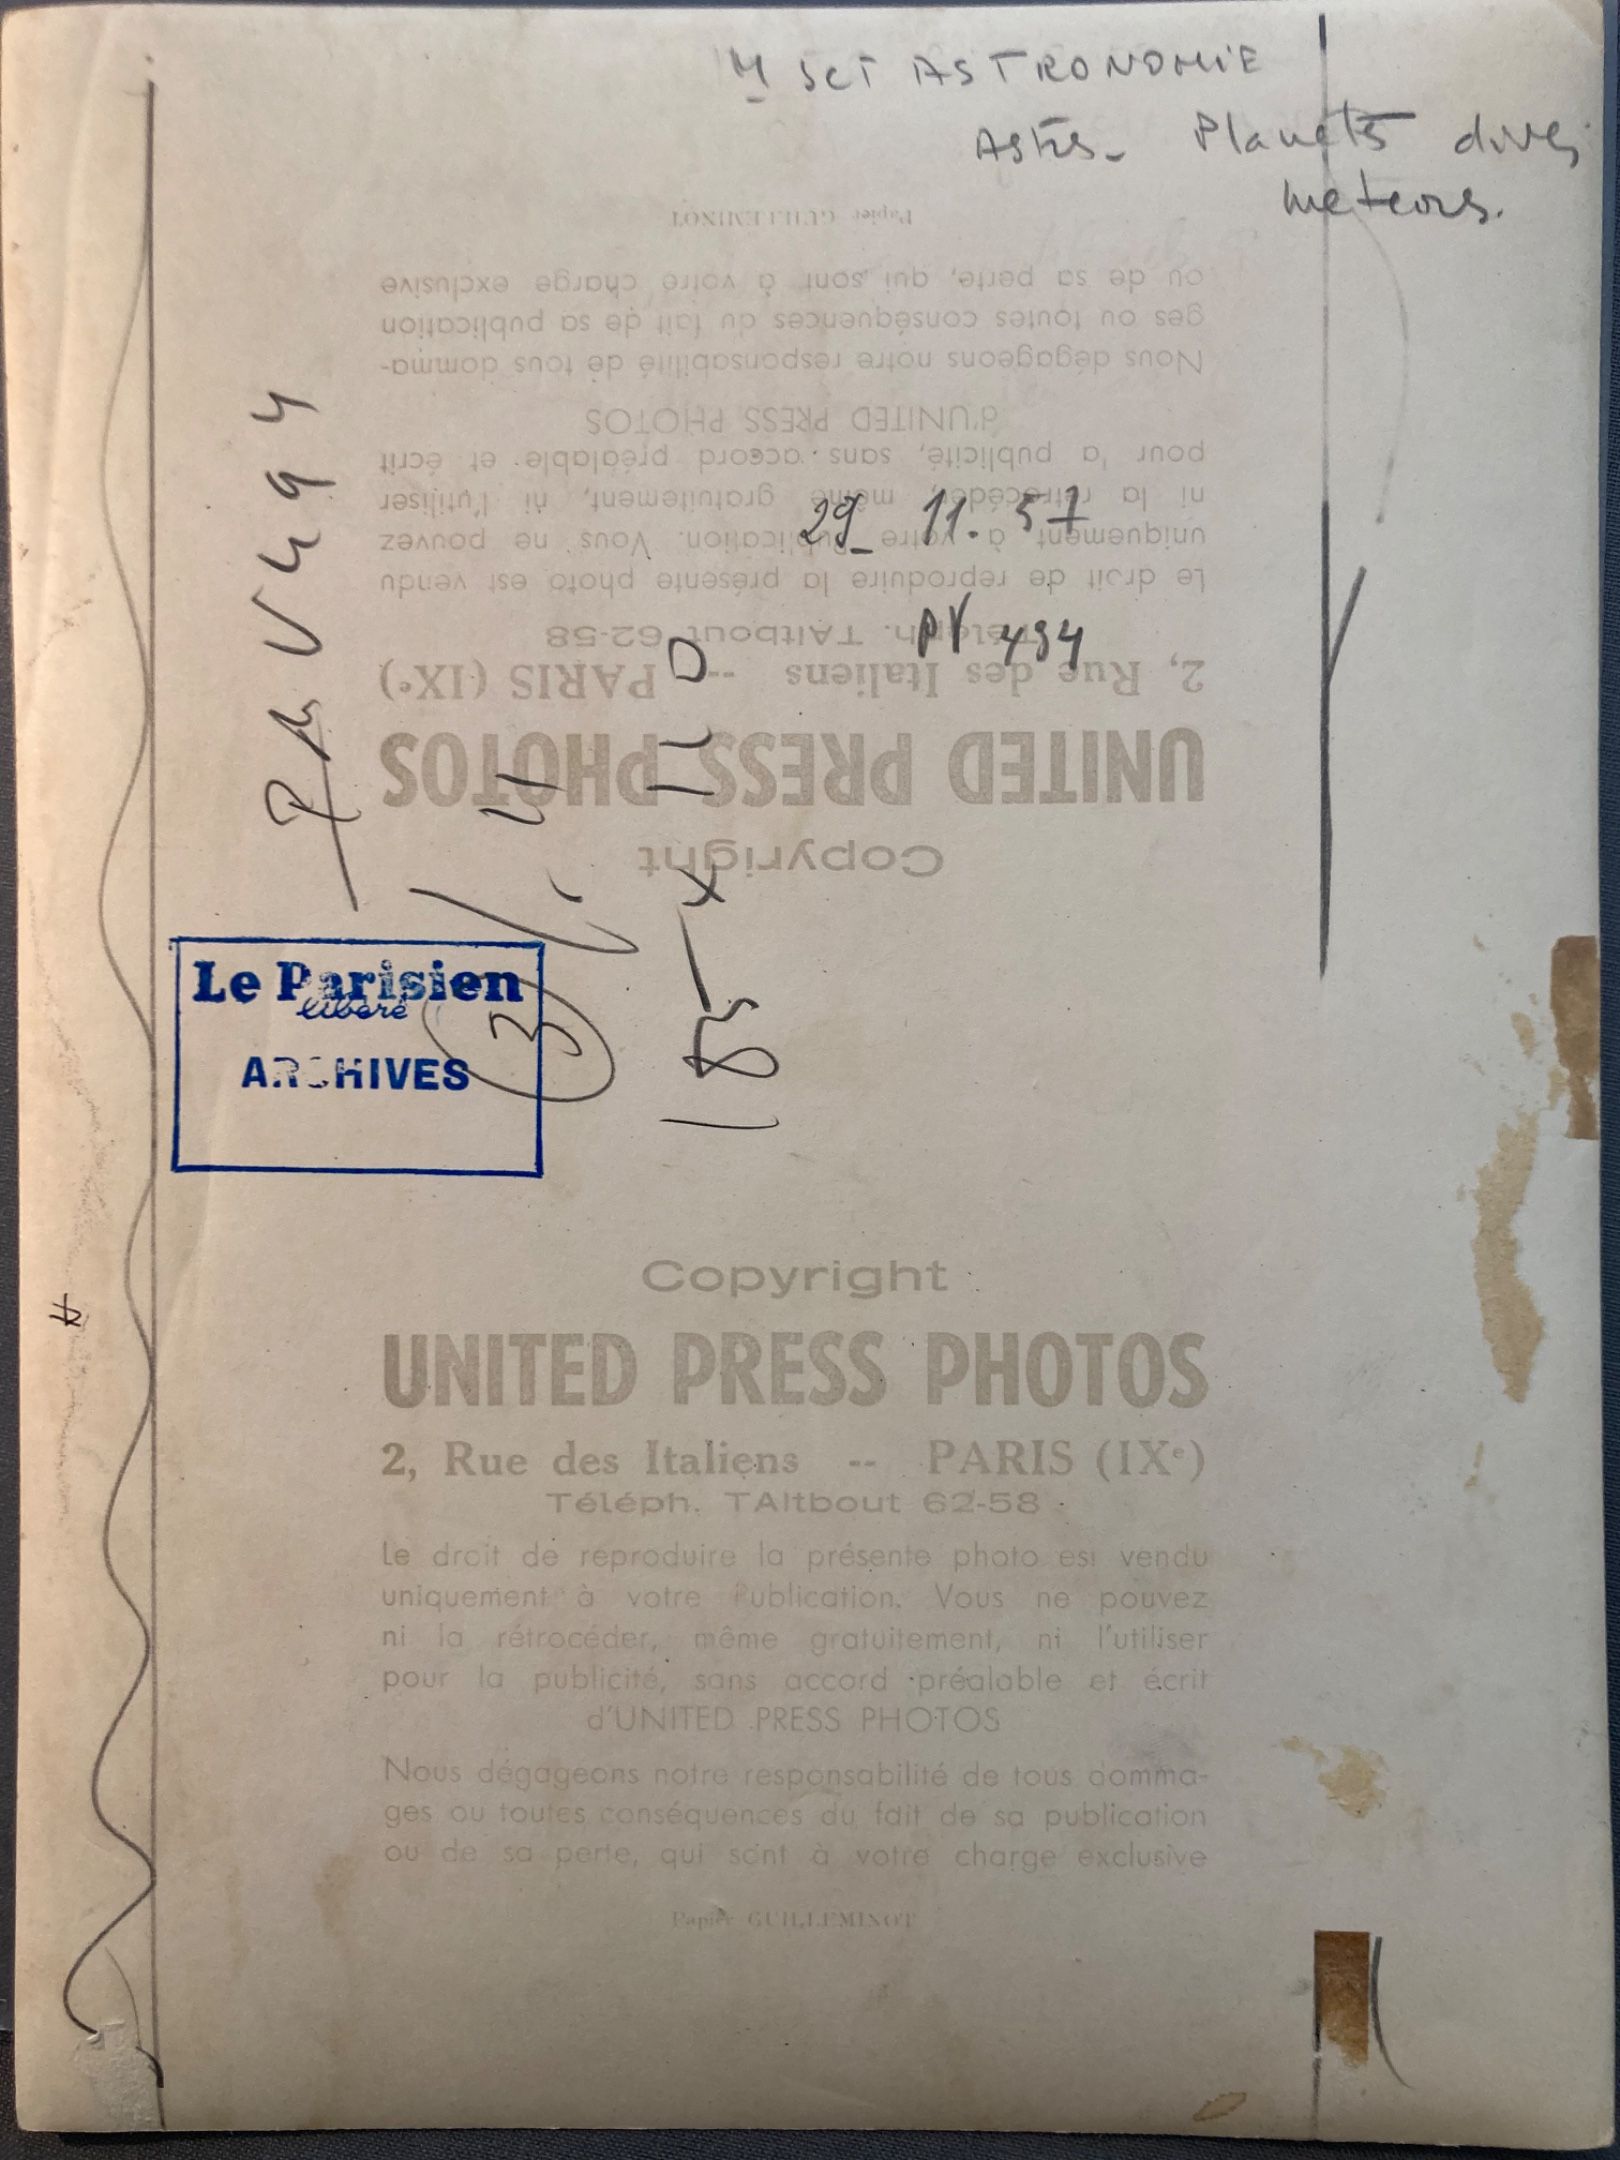 M SCT ASTRONOMIE
Astrs - Planets divers
meteors.
Papier GUILLEMINOT
ou de sa perte, qui sont à votre charge exclusive
ges ou toutes conséquences du fait de sa publication
Nous dégageons notre responsabilité de tous domma-
d'UNITED PRESS PHOTOS
pour la publicité, sans accord préalable et écrit
ni la rétrocéder, même gratuitement, ni l'utiliser
29 11.57
uniquement à votre Publication. Vous ne pouvez
Le droit de reproduire la présente photo est vendu
PV 494
Téléph. TAItbout 62-58
2, Rue des Italiens -- PARIS (IXe)
UNITED PRESS PHOTOS
Copyright
V494
3
Le Parisien
libéré
ARCHIVES
Copyright
UNITED PRESS PHOTOS
2, Rue des Italiens -- PARIS (IXe)
Téléph. TAItbout 62-58
Le droit de reproduire la présente photo est vendu
uniquement à votre Publication. Vous ne pouvez
ni la rétrocéder, même gratuitement, ni l'utiliser
pour la publicité, sans accord préalable et écrit
d'UNITED PRESS PHOTOS
Nous dégageons notre responsabilité de tous domma-
ges ou toutes conséquences du fait de sa publication
ou de sa perte, qui sont à votre charge exclusive
Papier GUILLEMINOT